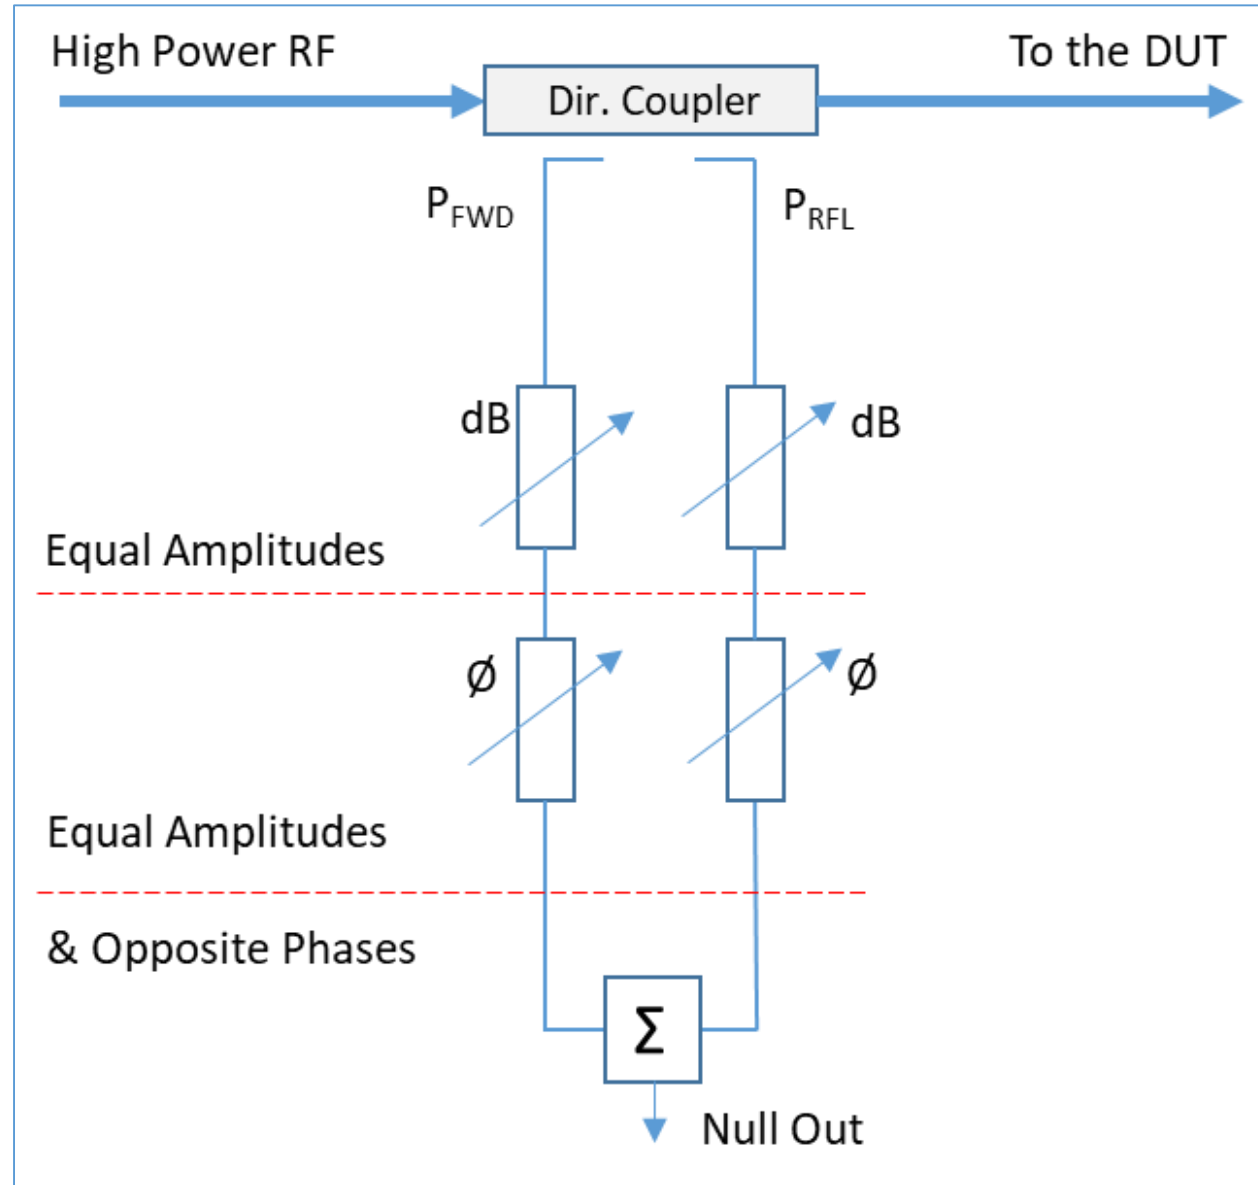 High Power RF
To the DUT
Dir. Coupler
PFWD
PRFL
dB
dB
Equal Amplitudes
Ø
Ø
Equal Amplitudes
& Opposite Phases
Σ
Null Out